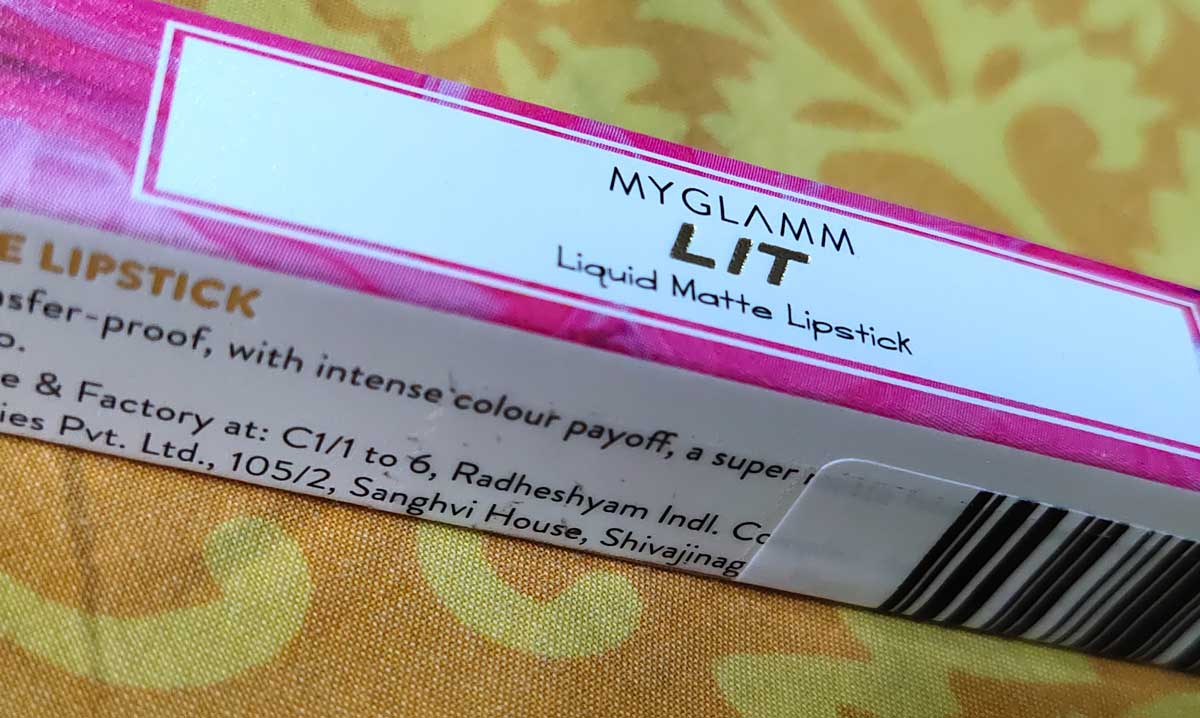 MYGLAMM
LIT
Liquid Matte Lipstick
E LIPSTICK
sfer-proof, with intense colour payoff, a super
o.
e & Factory at: C1/1 to 6, Radheshyam Indl. Co
ies Pvt. Ltd., 105/2, Sanghvi House, Shivajinag